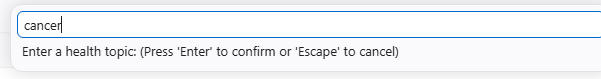 cancer
Enter a health topic: (Press 'Enter' to confirm or 'Escape' to cancel)